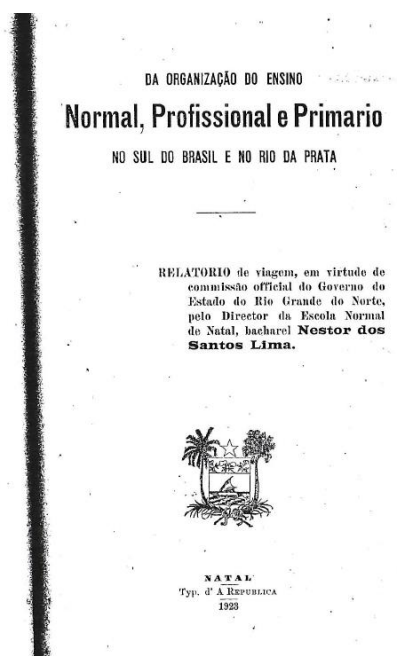 DA ORGANIZAÇÃO DO ENSINO
Normal, Profissional e Primario
NO SUL DO BRASIL E NO RIO DA PRATA
RELATORIO de viagem, em virtude de
commissão official do Governo do
Estado do Rio Grande do Norte,
pelo Director da Escola Normal
de Natal, bacharel Nestor dos
Santos Lima.
NATAL
Typ. d' A REPUBLICA
1923